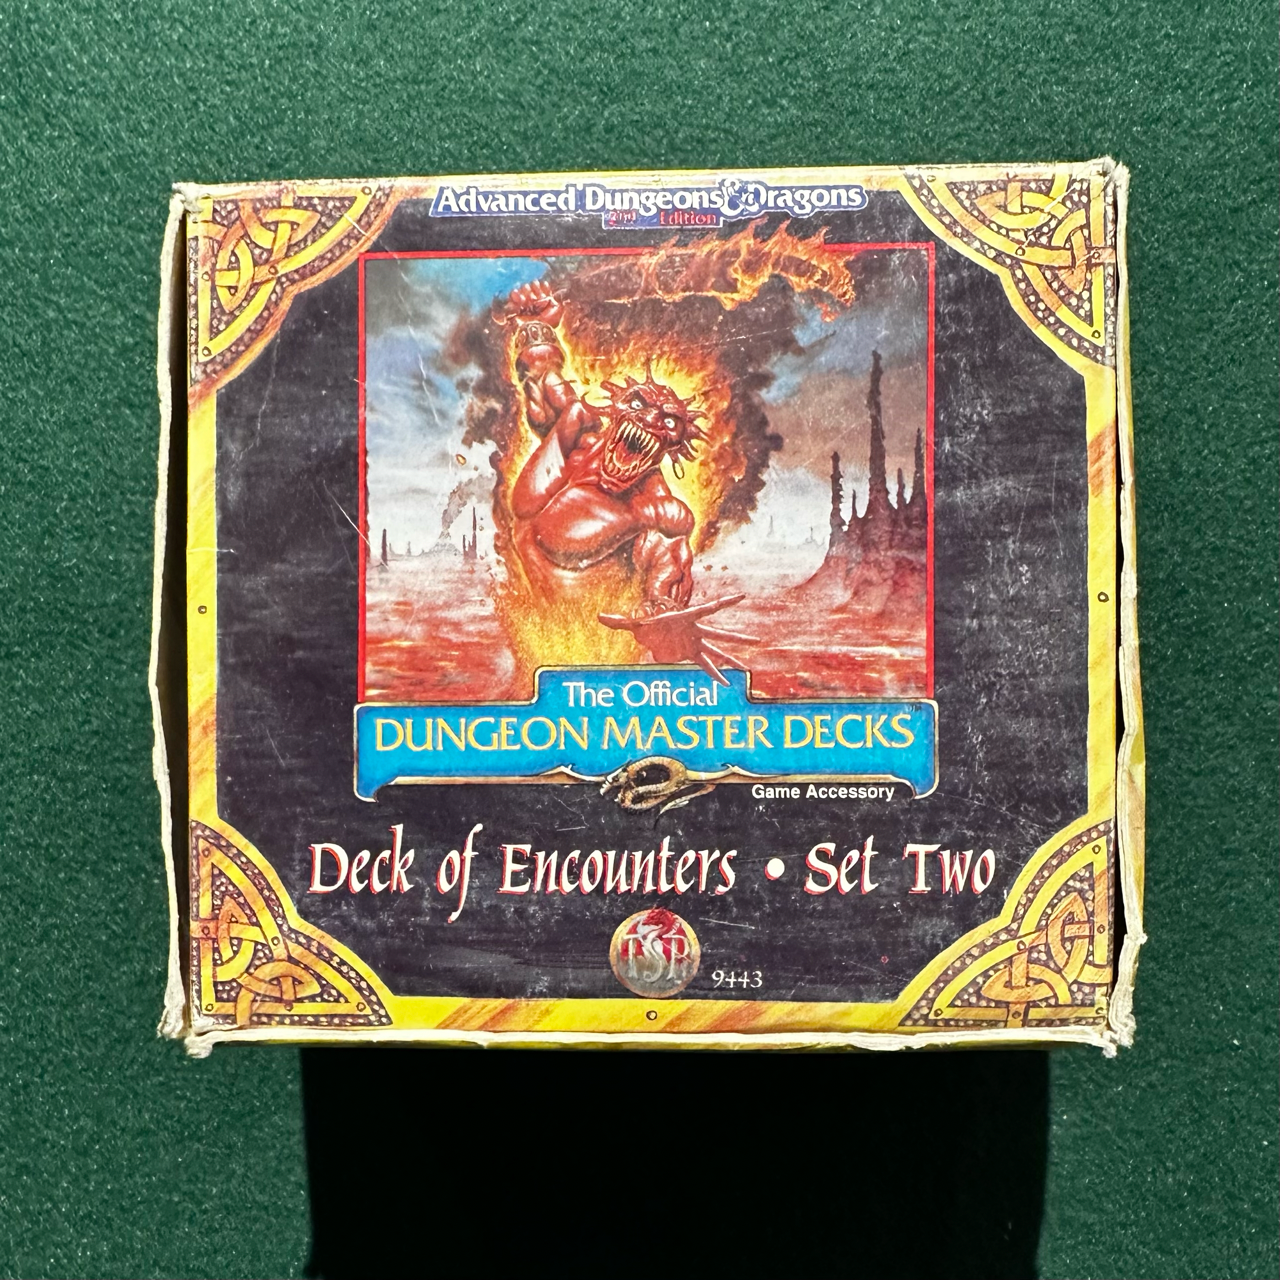 Advanced Dungeons & Dragons
2nd Edition
The Official
DUNGEON MASTER DECKS
TM
Game Accessory
Deck of Encounters • Set Two
TSR
9443